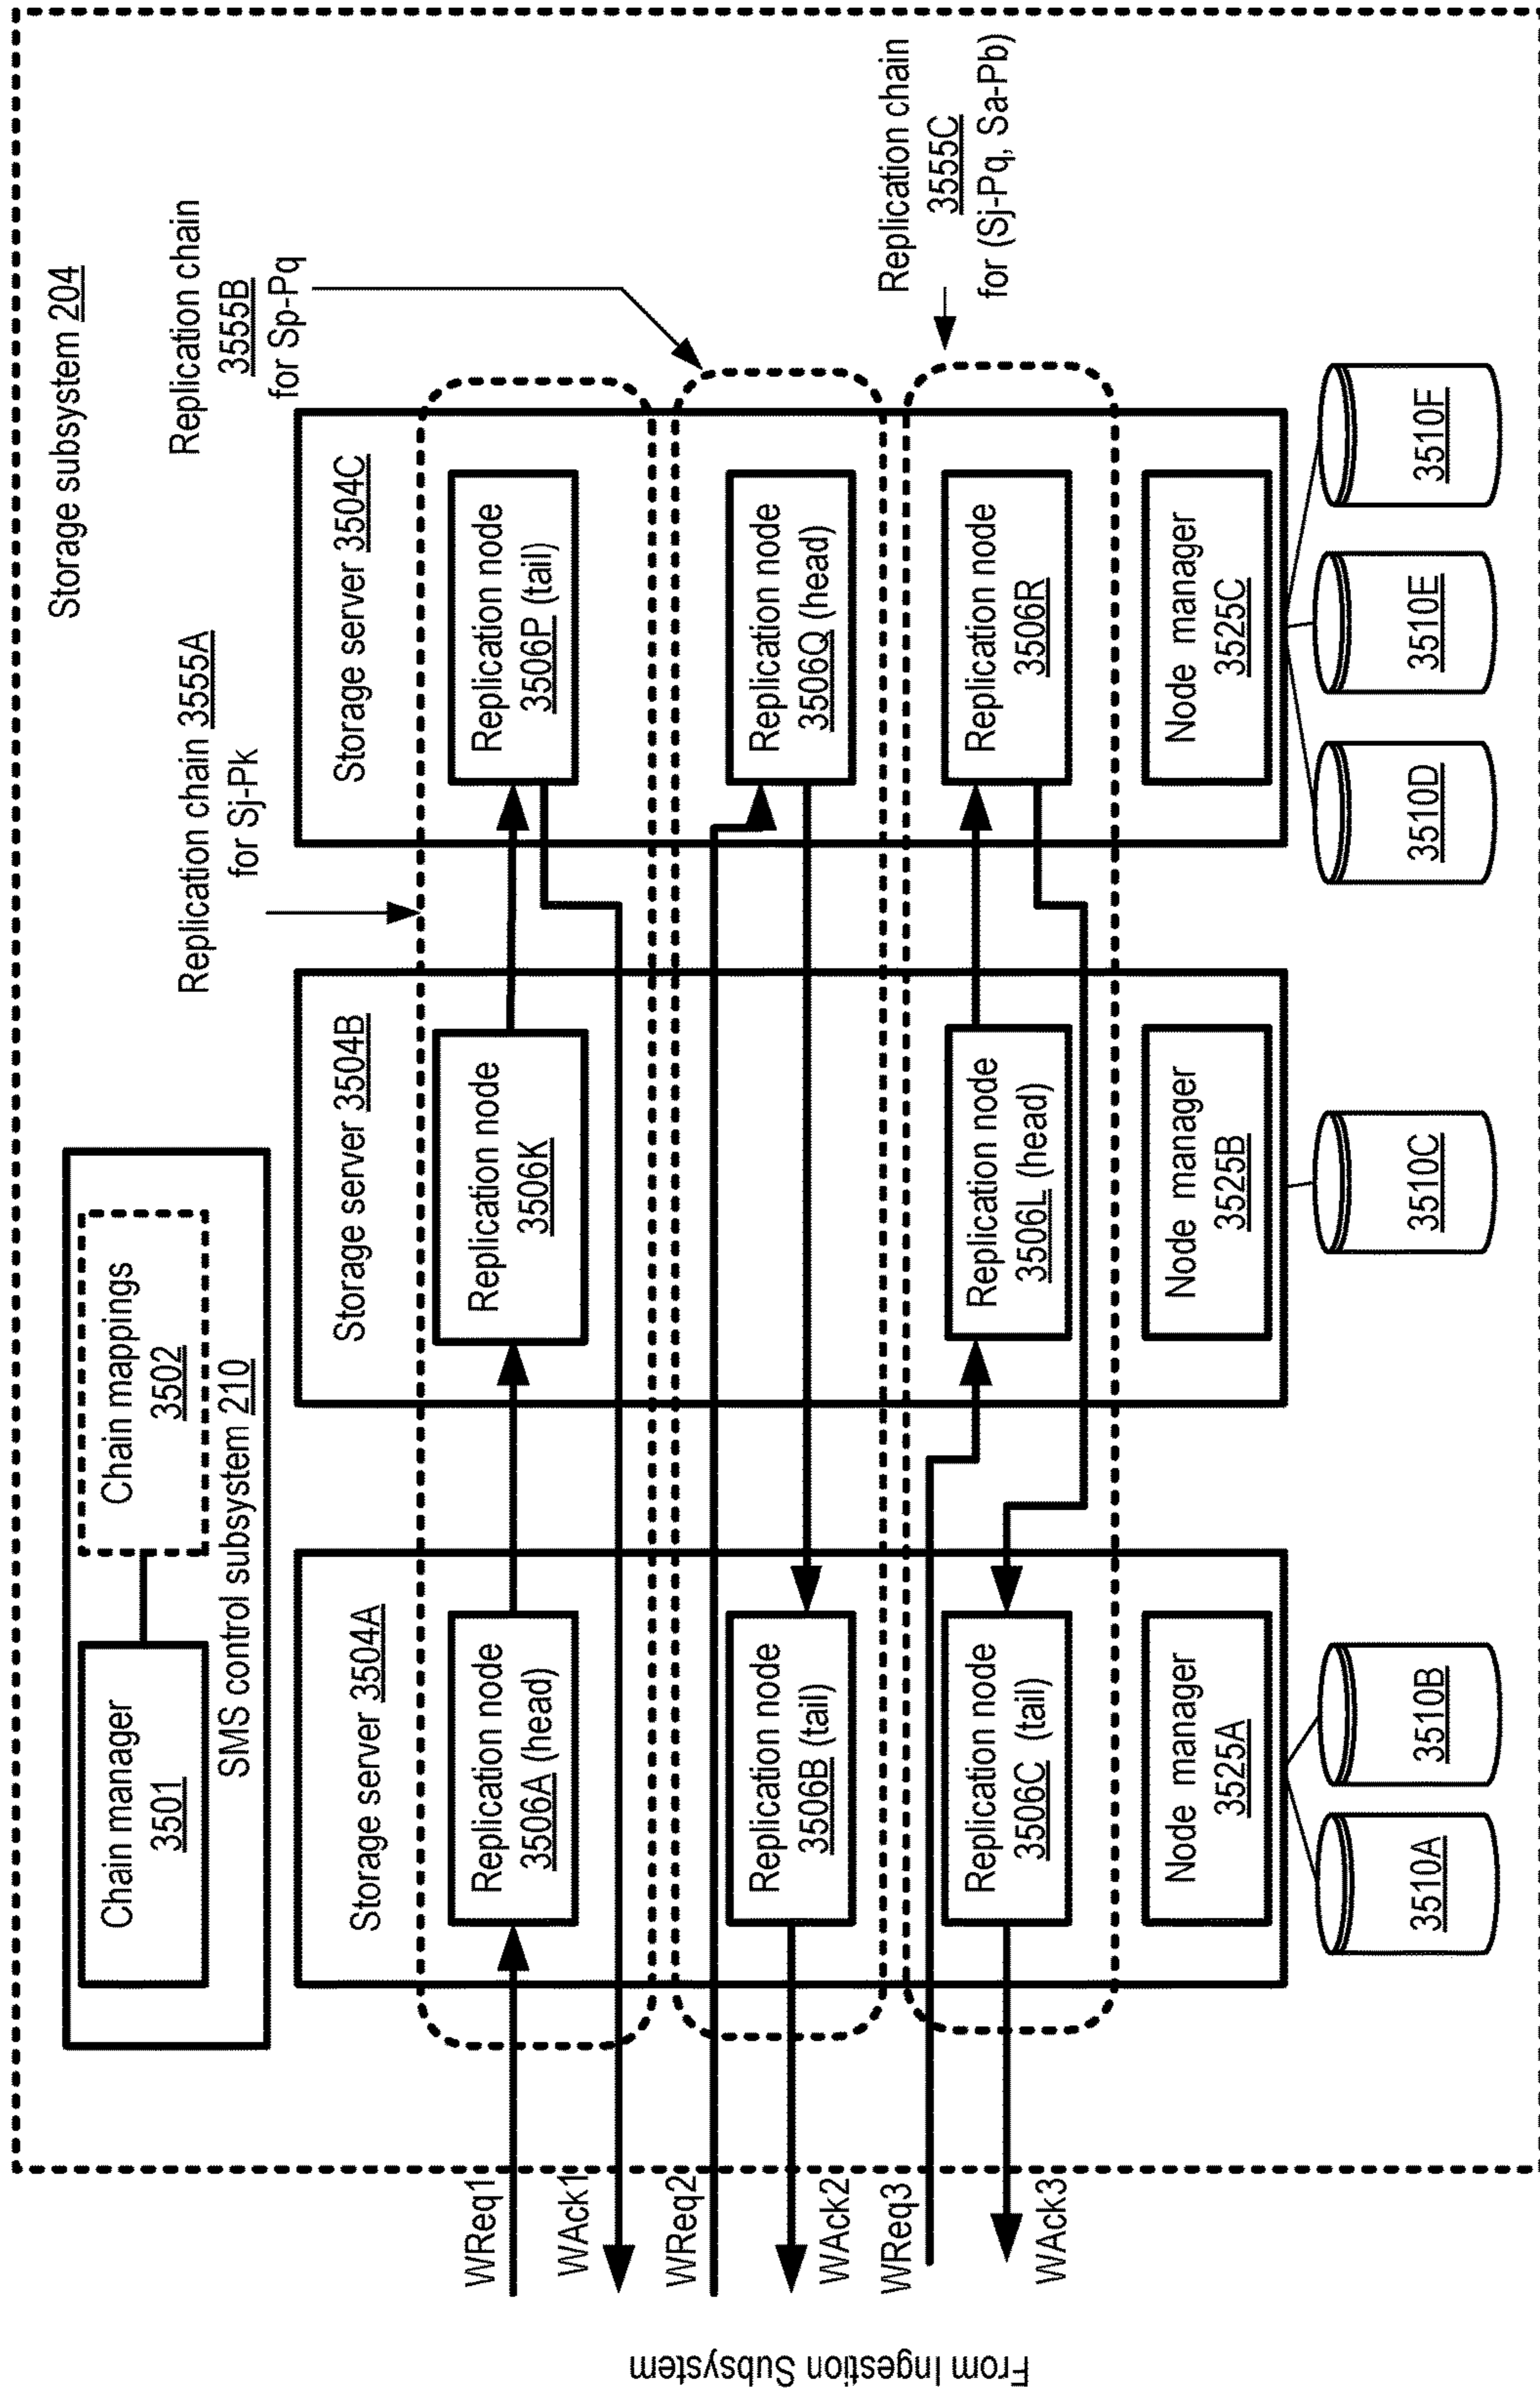 Storage subsystem 204
Chain manager
3501
Chain mappings
3502
SMS control subsystem 210
Replication chain 3555A
for Sj-Pk
Replication chain
3555B
for Sp-Pq
Replication chain
3555C
for (Sj-Pq, Sa-Pb)
Storage server 3504A
Replication node
3506A (head)
Replication node
3506B (tail)
Replication node
3506C (tail)
Node manager
3525A
Storage server 3504B
Replication node
3506K
Replication node
3506L (head)
Node manager
3525B
Storage server 3504C
Replication node
3506P (tail)
Replication node
3506Q (head)
Replication node
3506R
Node manager
3525C
3510A
3510B
3510C
3510D
3510E
3510F
WReq1
WAck1
WReq2
WAck2
WReq3
WAck3
From Ingestion Subsystem